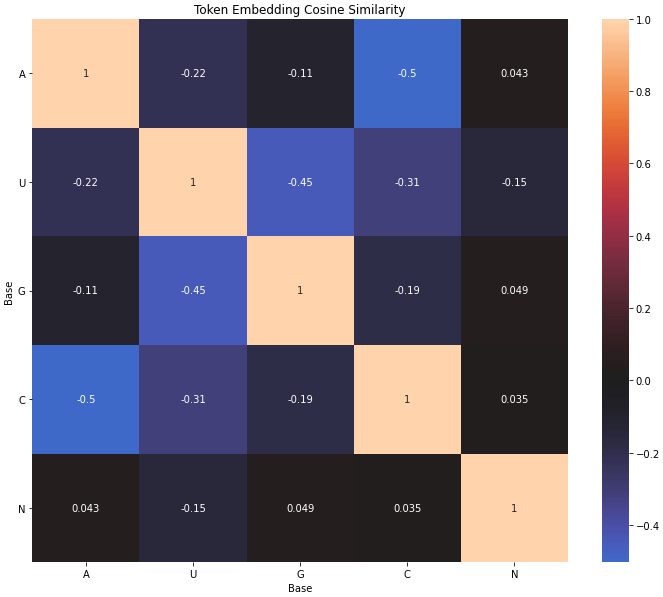 Token Embedding Cosine Similarity
A 1 -0.22 -0.11 -0.5 0.043
U -0.22 1 -0.45 -0.31 -0.15
G -0.11 -0.45 1 -0.19 0.049
C -0.5 -0.31 -0.19 1 0.035
N 0.043 -0.15 0.049 0.035 1
Base
A U G C N
Base
1.0
0.8
0.6
0.4
0.2
0.0
−0.2
−0.4